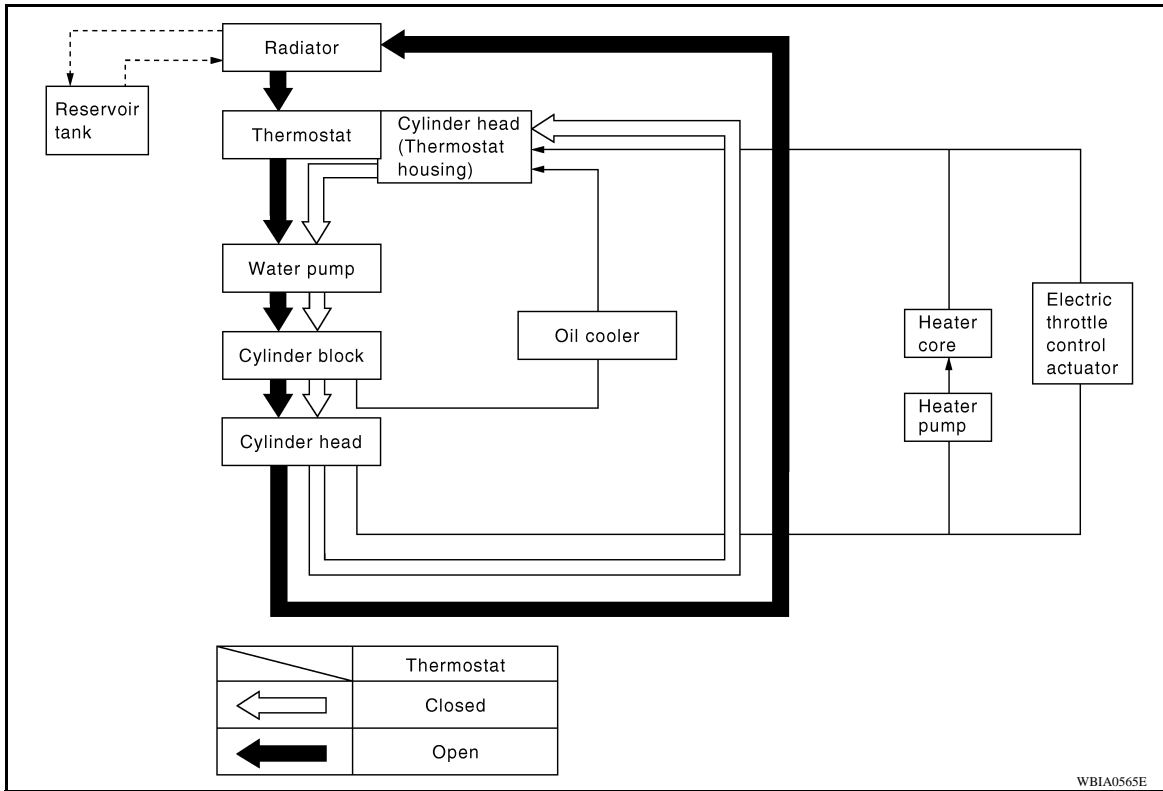 Radiator
Reservoir
tank
Thermostat
Cylinder head
(Thermostat
housing)
Water pump
Cylinder block
Oil cooler
Heater
core
Electric
throttle
control
actuator
Heater
pump
Cylinder head
Thermostat
Closed
Open
WBIA0565E